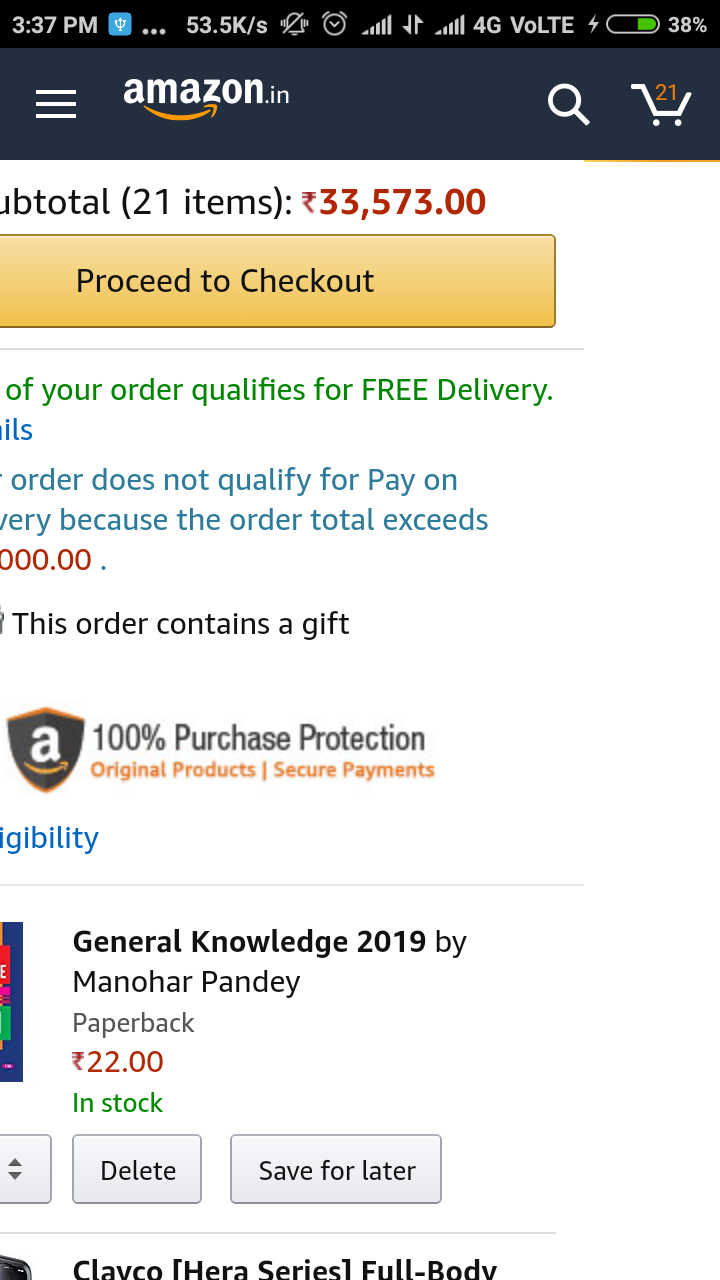 3:37 PM ... 53.5K/s 4G VoLTE 38%
amazon.in 21
ubtotal (21 items): ₹33,573.00
Proceed to Checkout
of your order qualifies for FREE Delivery.
ils
order does not qualify for Pay on
very because the order total exceeds
000.00 .
This order contains a gift
a 100% Purchase Protection
Original Products | Secure Payments
igibility
General Knowledge 2019 by
Manohar Pandey
Paperback
₹22.00
In stock
Delete Save for later
Clayco [Hera Series] Full-Body